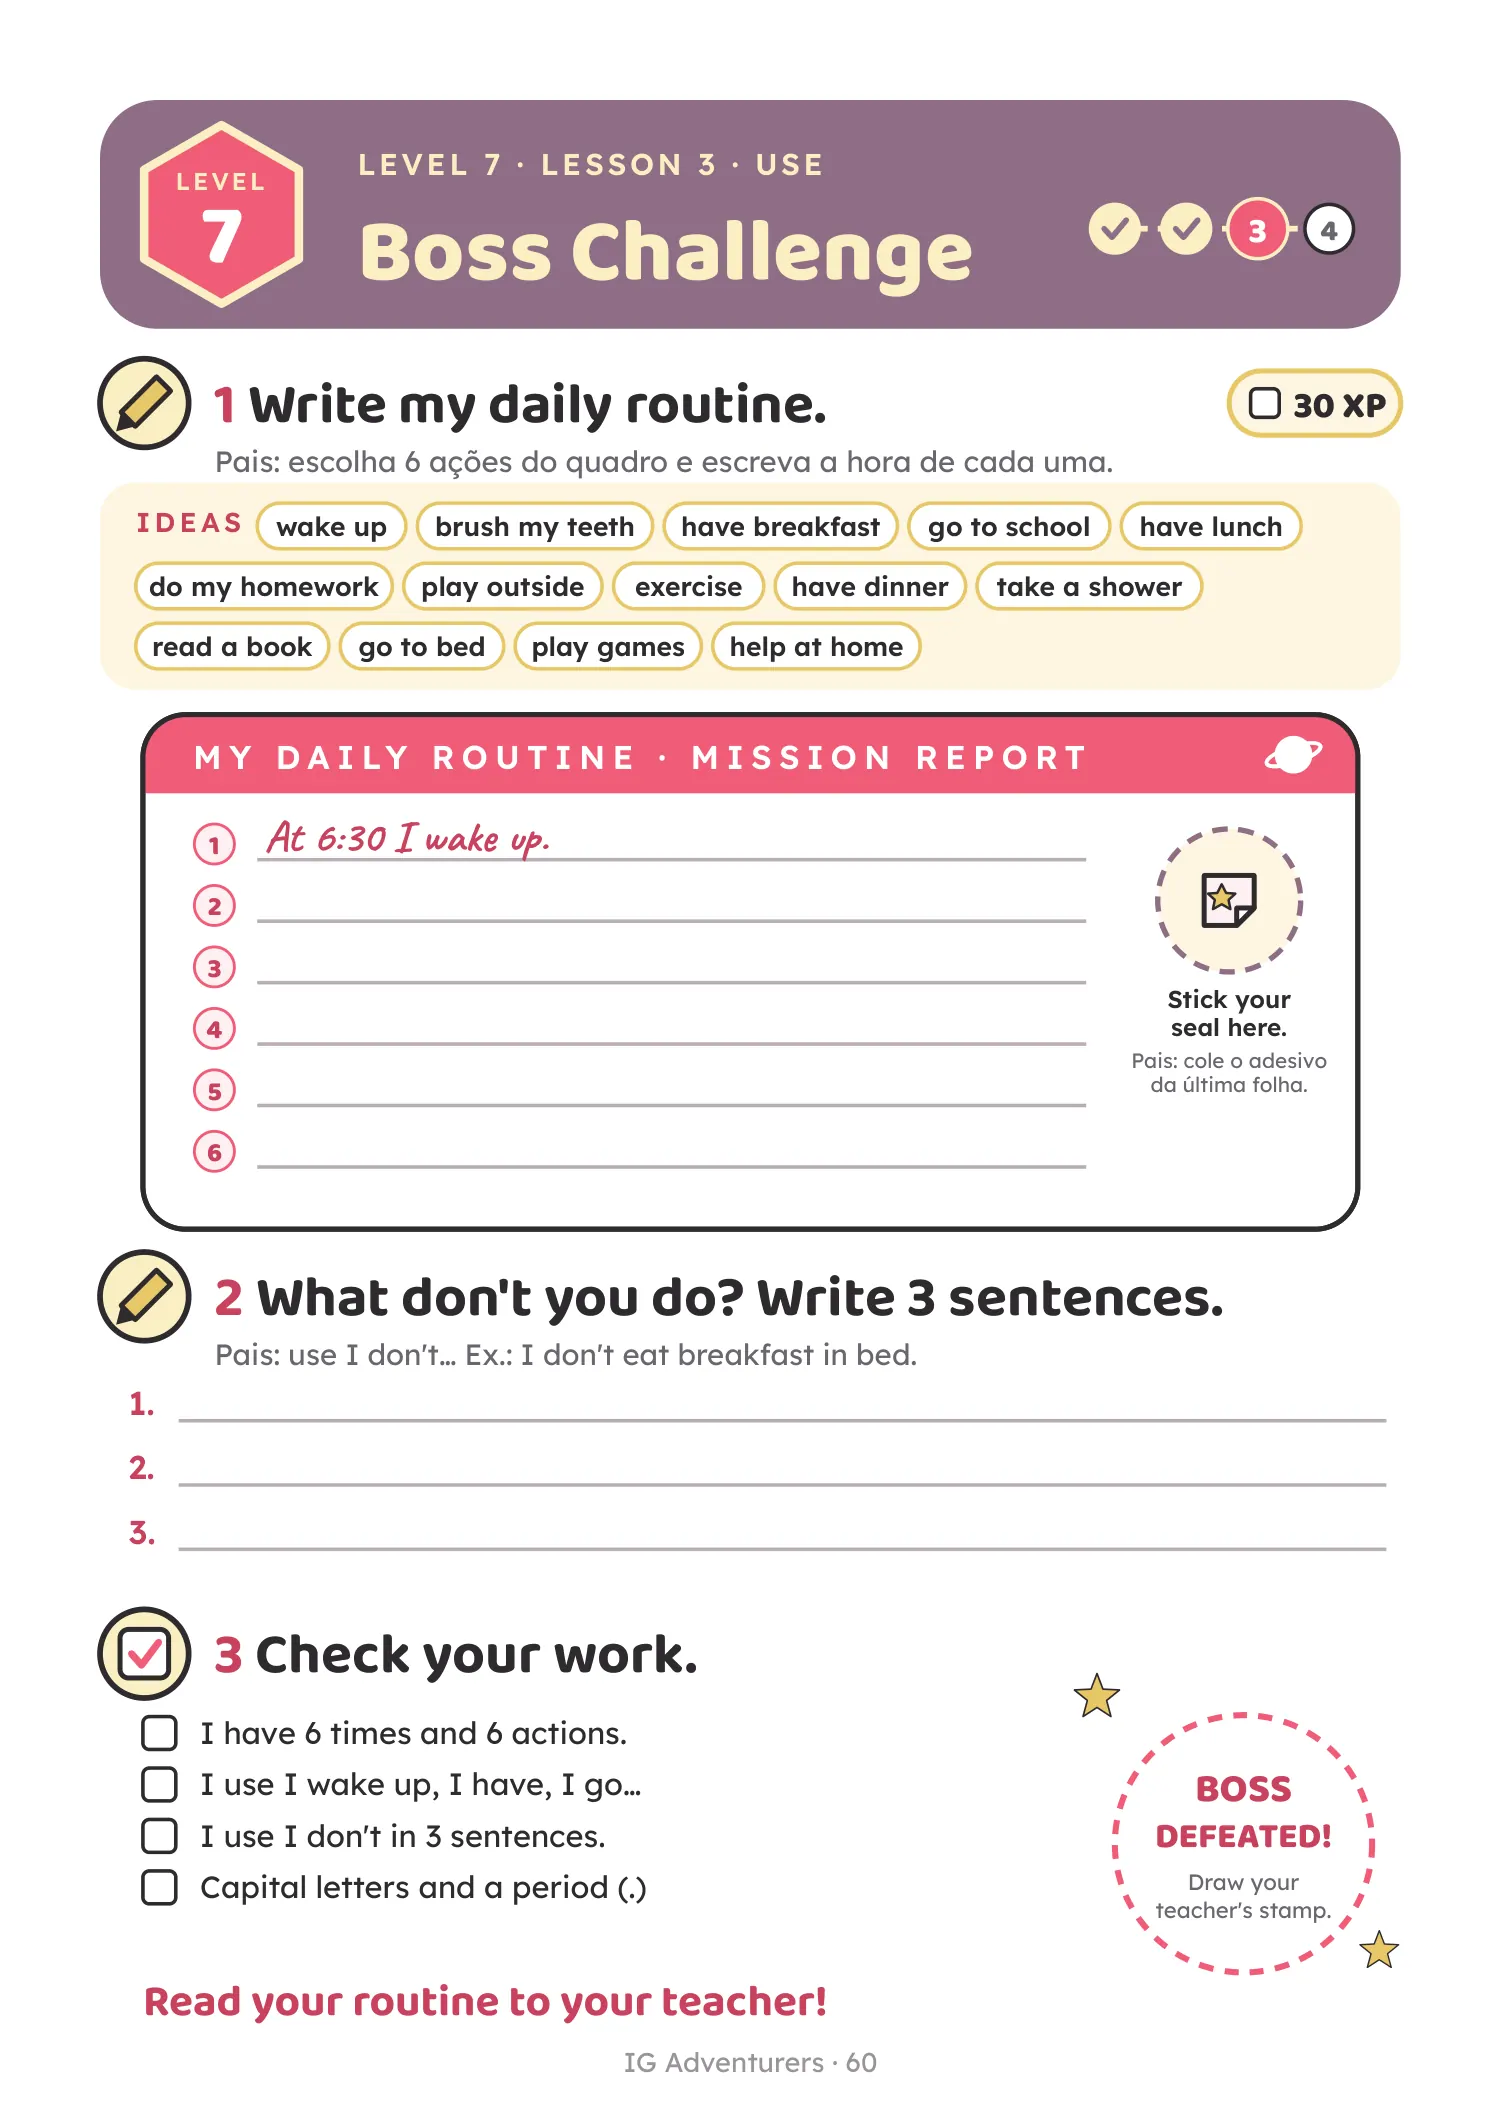 LEVEL 7 · LESSON 3 · USE
LEVEL
7
Boss Challenge
3
4
1 Write my daily routine.
30 XP
Pais: escolha 6 ações do quadro e escreva a hora de cada uma.
IDEAS wake up brush my teeth have breakfast go to school have lunch
do my homework play outside exercise have dinner take a shower
read a book go to bed play games help at home
MY DAILY ROUTINE · MISSION REPORT
1 At 6:30 I wake up.
2
3
4
5
6
Stick your
seal here.
Pais: cole o adesivo
da última folha.
2 What don't you do? Write 3 sentences.
Pais: use I don't... Ex.: I don't eat breakfast in bed.
1.
2.
3.
3 Check your work.
I have 6 times and 6 actions.
I use I wake up, I have, I go...
I use I don't in 3 sentences.
Capital letters and a period (.)
BOSS
DEFEATED!
Draw your
teacher's stamp.
Read your routine to your teacher!
IG Adventurers · 60